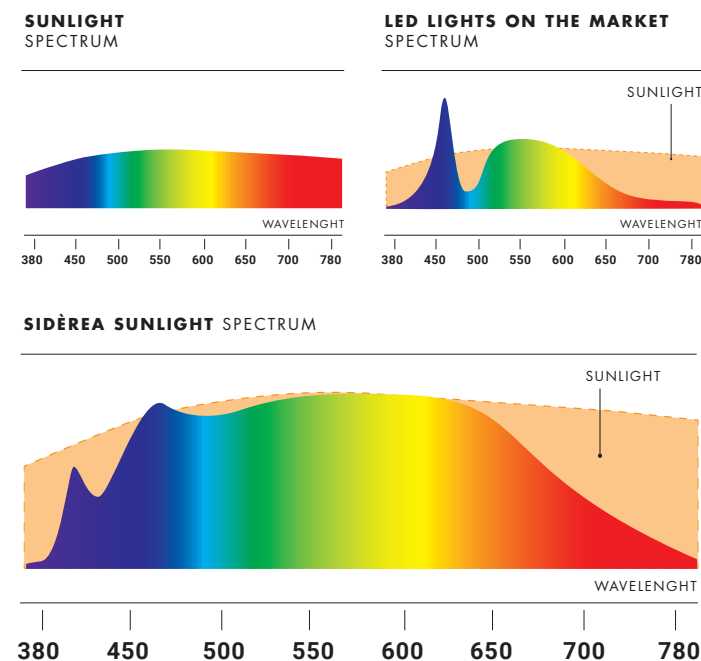 SUNLIGHT
SPECTRUM
WAVELENGHT
380 450 500 550 600 650 700 780
LED LIGHTS ON THE MARKET
SPECTRUM
SUNLIGHT
WAVELENGHT
380 450 500 550 600 650 700 780
SIDÈREA SUNLIGHT SPECTRUM
SUNLIGHT
WAVELENGHT
380 450 500 550 600 650 700 780